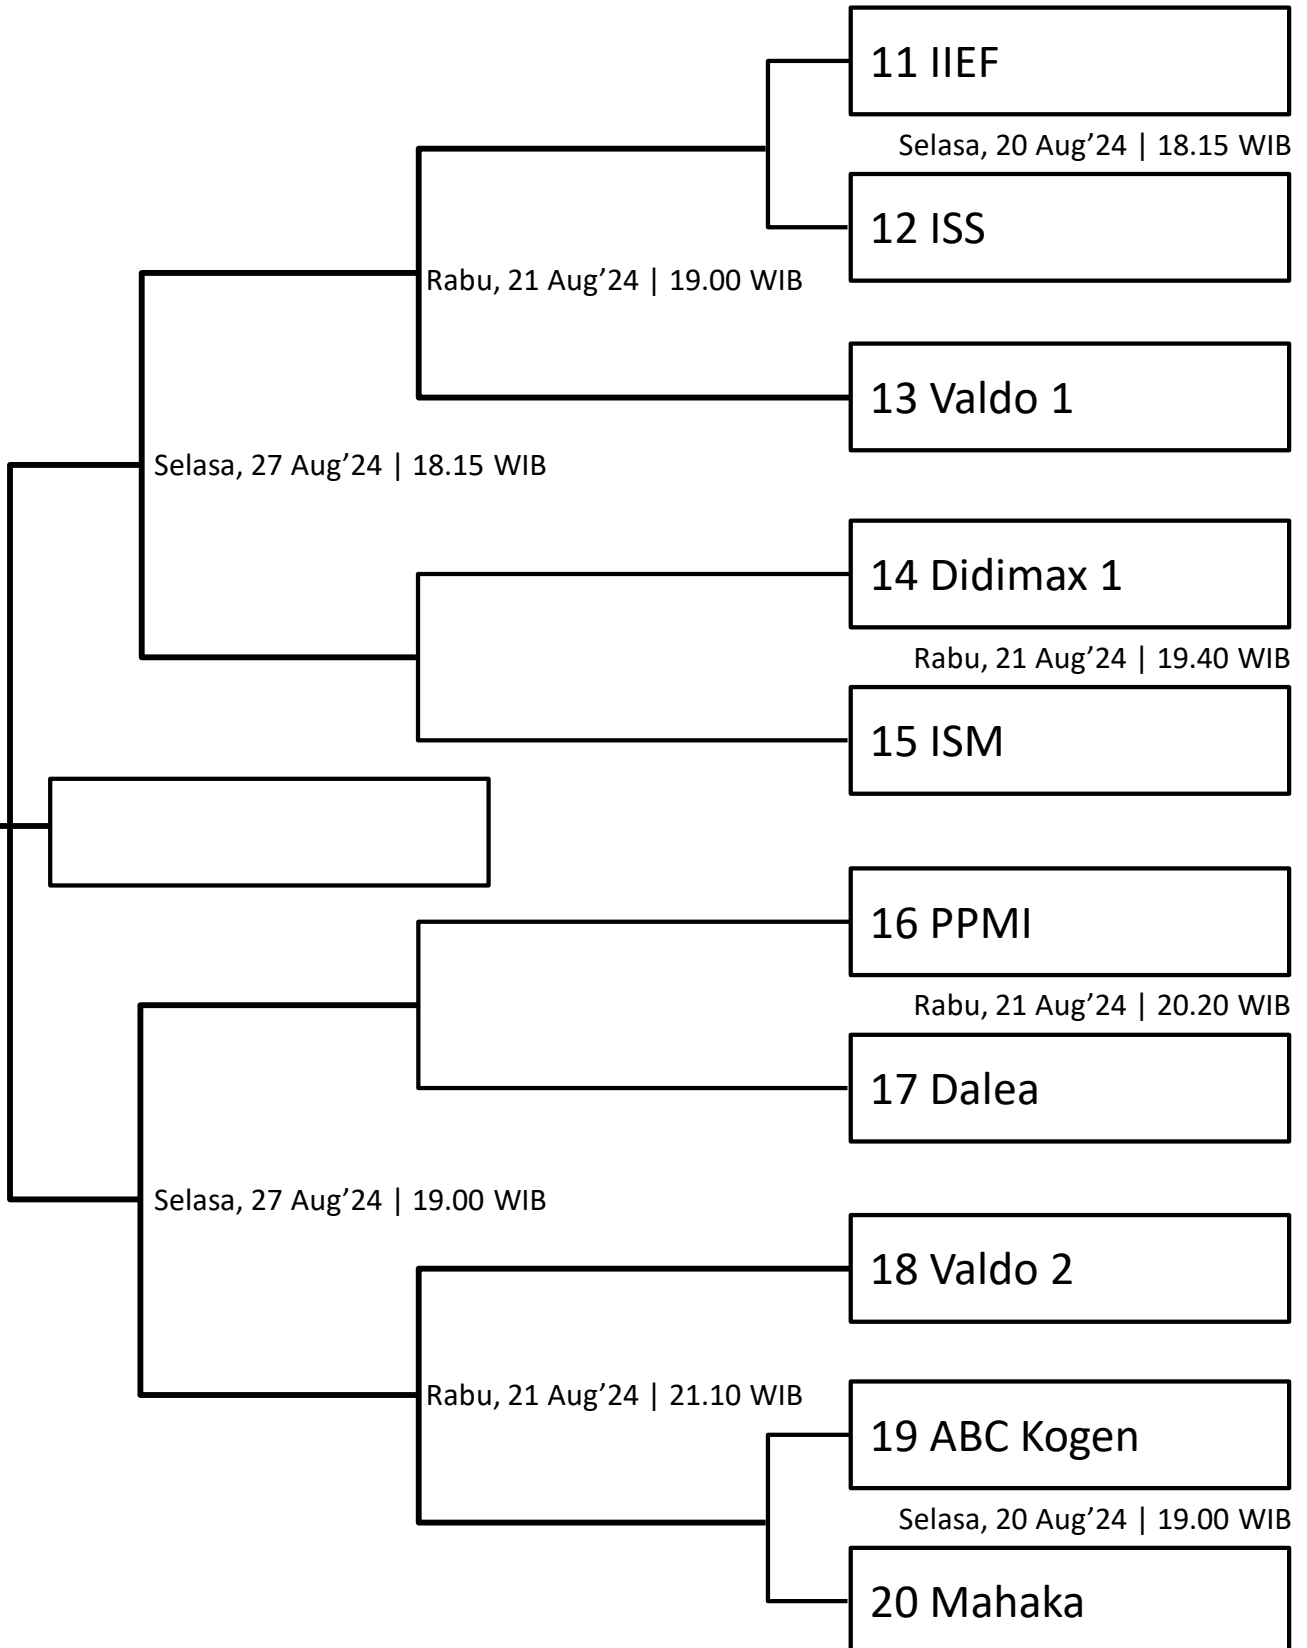 11 IIEF
Selasa, 20 Aug’24 | 18.15 WIB
12 ISS
Rabu, 21 Aug’24 | 19.00 WIB
13 Valdo 1
Selasa, 27 Aug’24 | 18.15 WIB
14 Didimax 1
Rabu, 21 Aug’24 | 19.40 WIB
15 ISM
16 PPMI
Rabu, 21 Aug’24 | 20.20 WIB
17 Dalea
Selasa, 27 Aug’24 | 19.00 WIB
18 Valdo 2
Rabu, 21 Aug’24 | 21.10 WIB
19 ABC Kogen
Selasa, 20 Aug’24 | 19.00 WIB
20 Mahaka